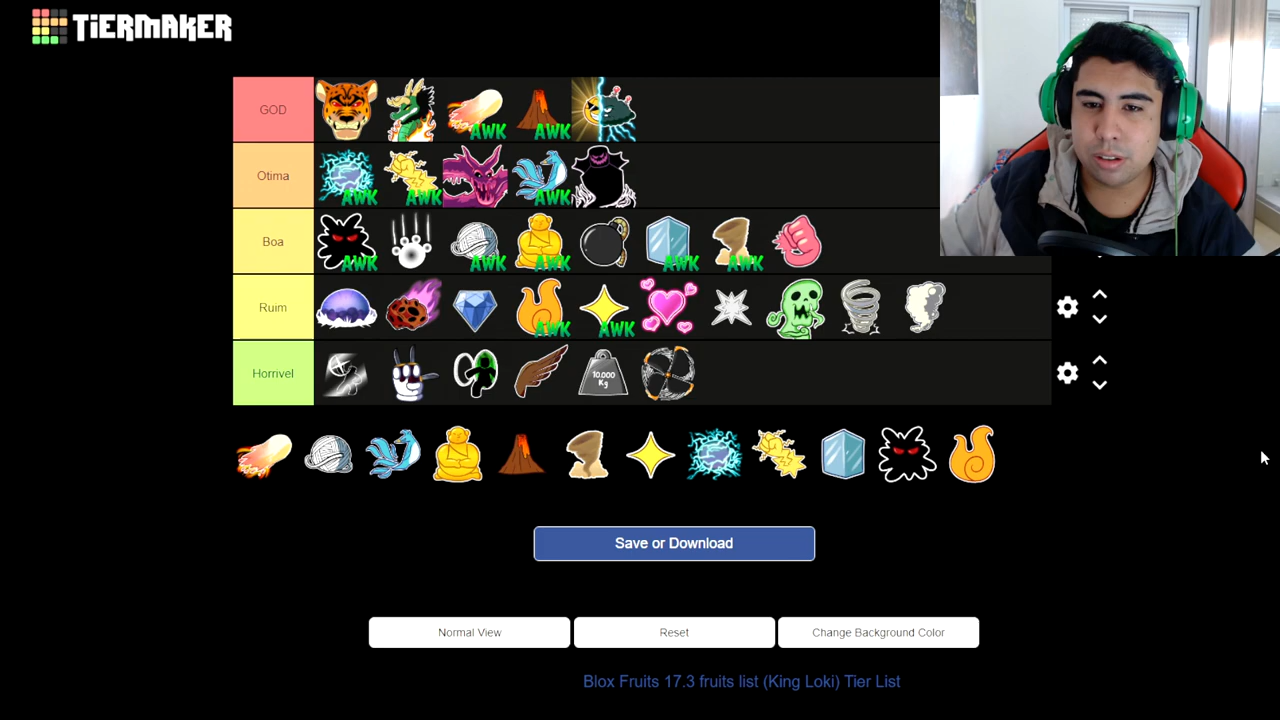 TIERMAKER
GOD
AWK AWK
Otima
AWK AWK AWK
Boa
AWK AWK AWK AWK AWK
Ruim
AWK AWK
Horrivel
10.000
Kg
Save or Download
Normal View
Reset
Change Background Color
Blox Fruits 17.3 fruits list (King Loki) Tier List